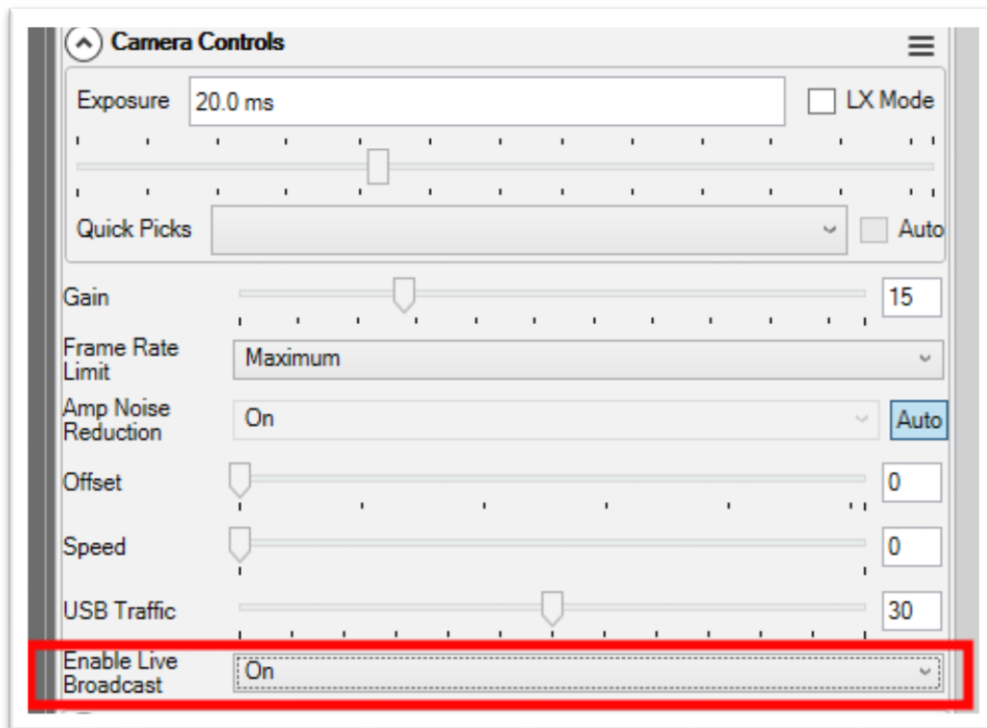 Camera Controls
Exposure 20.0 ms LX Mode
Quick Picks Auto
Gain 15
Frame Rate
Limit
Maximum
Amp Noise
Reduction
On Auto
Offset 0
Speed 0
USB Traffic 30
Enable Live
Broadcast
On